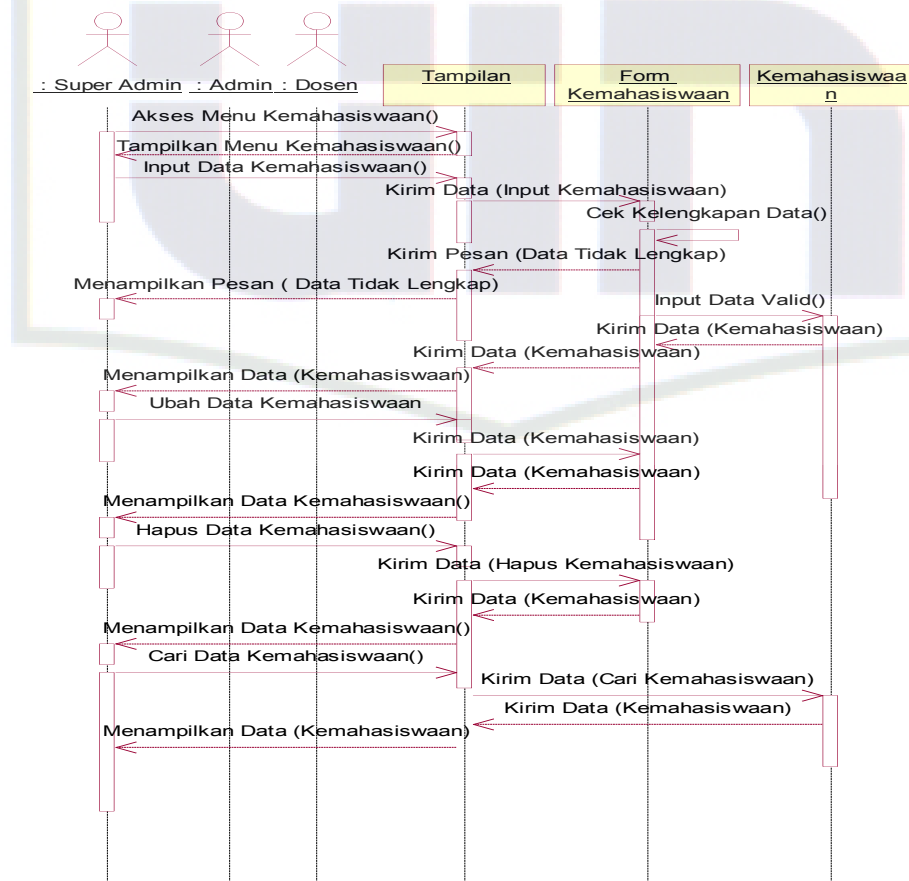 : Super Admin : Admin : Dosen
Tampilan
Form
Kemahasiswaan
Kemahasiswaa
n
Akses Menu Kemahasiswaan()
Tampilkan Menu Kemahasiswaan()
Input Data Kemahasiswaan()
Kirim Data (Input Kemahasiswaan)
Cek Kelengkapan Data()
Kirim Pesan (Data Tidak Lengkap)
Menampilkan Pesan ( Data Tidak Lengkap)
Input Data Valid()
Kirim Data (Kemahasiswaan)
Kirim Data (Kemahasiswaan)
Menampilkan Data (Kemahasiswaan)
Ubah Data Kemahasiswaan
Kirim Data (Kemahasiswaan)
Kirim Data (Kemahasiswaan)
Menampilkan Data Kemahasiswaan()
Hapus Data Kemahasiswaan()
Kirim Data (Hapus Kemahasiswaan)
Kirim Data (Kemahasiswaan)
Menampilkan Data Kemahasiswaan()
Cari Data Kemahasiswaan()
Kirim Data (Cari Kemahasiswaan)
Kirim Data (Kemahasiswaan)
Menampilkan Data (Kemahasiswaan)